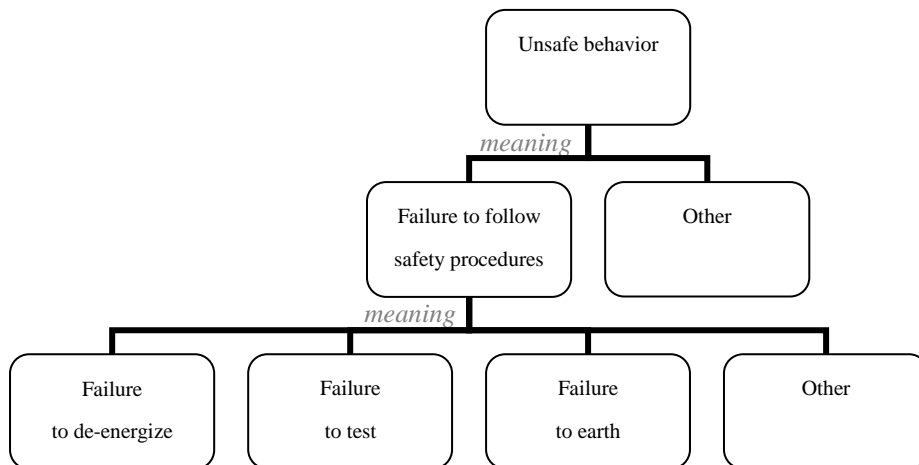 Unsafe behavior
meaning
Failure to follow
safety procedures
Other
meaning
Failure
to de-energize
Failure
to test
Failure
to earth
Other